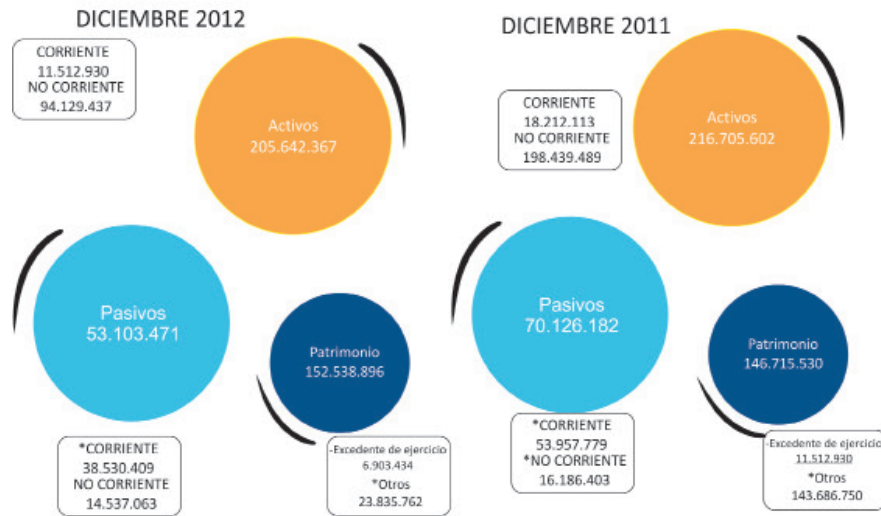 DICIEMBRE 2012
CORRIENTE
11.512.930
NO CORRIENTE
94.129.437
Activos
205.642.367
Pasivos
53.103.471
Patrimonio
152.538.896
*CORRIENTE
38.530.409
NO CORRIENTE
14.537.063
-Excedente de ejercicio
6.903.434
*Otros
23.835.762
DICIEMBRE 2011
CORRIENTE
18.212.113
NO CORRIENTE
198.439.489
Activos
216.705.602
Pasivos
70.126.182
Patrimonio
146.715.530
*CORRIENTE
53.957.779
*NO CORRIENTE
16.186.403
-Excedente de ejercicio
11.512.930
*Otros
143.686.750